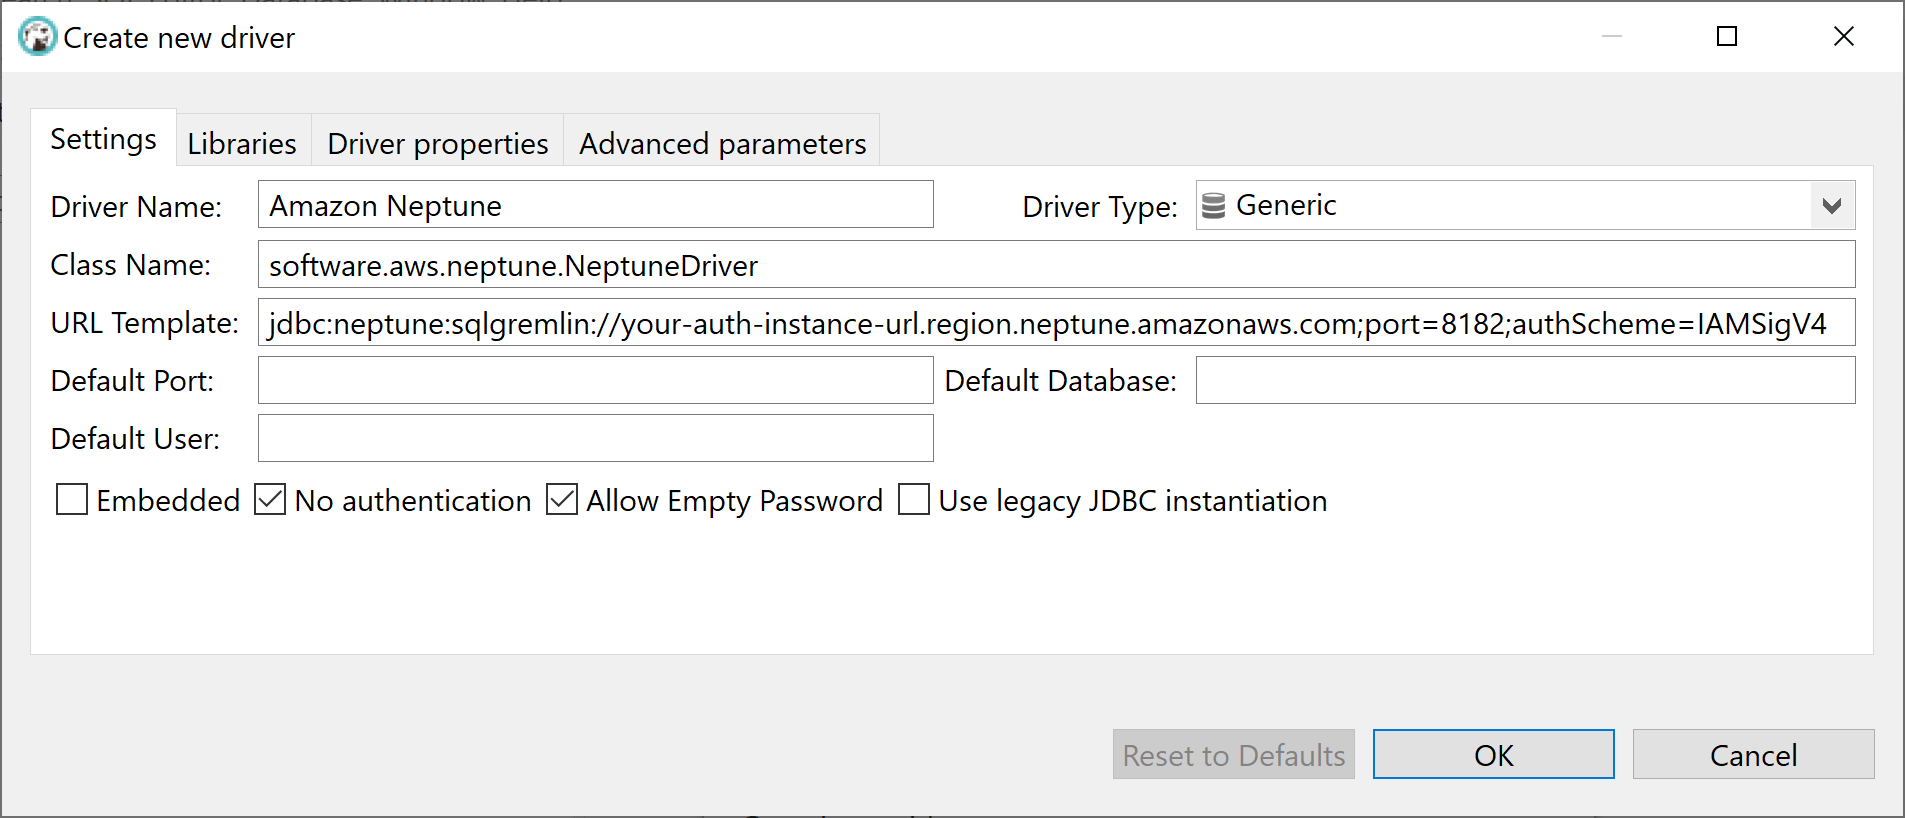 Create new driver
Settings Libraries Driver properties Advanced parameters
Driver Name: Amazon Neptune Driver Type: Generic
Class Name: software.aws.neptune.NeptuneDriver
URL Template: jdbc:neptune:sqlgremlin://your-auth-instance-url.region.neptune.amazonaws.com;port=8182;authScheme=IAMSigV4
Default Port: Default Database:
Default User:
Embedded No authentication Allow Empty Password Use legacy JDBC instantiation
Reset to Defaults OK Cancel